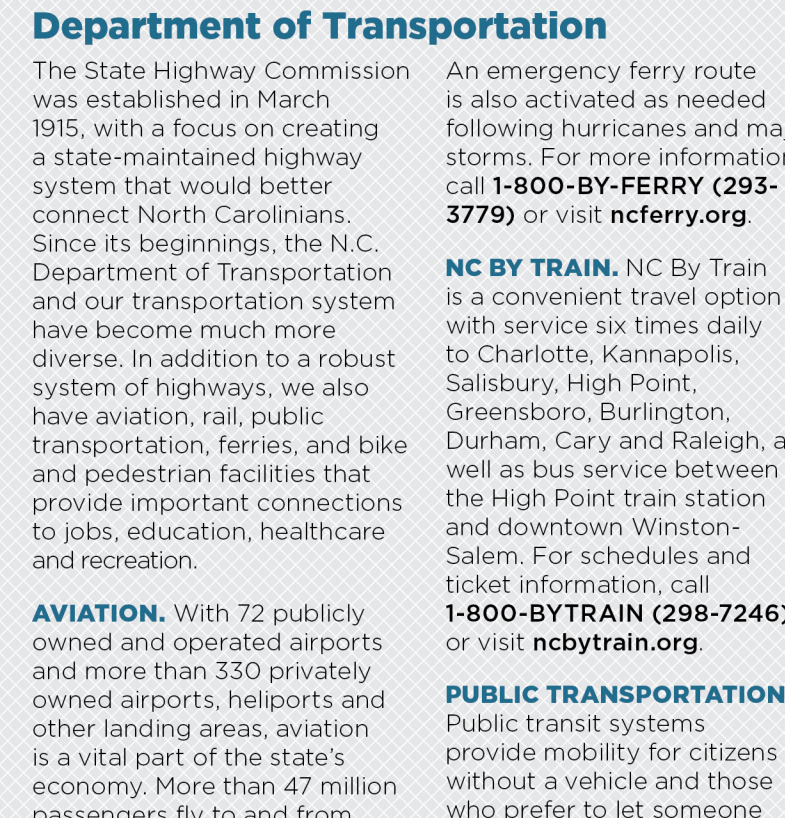 Department of Transportation
The State Highway Commission
was established in March
1915, with a focus on creating
a state-maintained highway
system that would better
connect North Carolinians.
Since its beginnings, the N.C.
Department of Transportation
and our transportation system
have become much more
diverse. In addition to a robust
system of highways, we also
have aviation, rail, public
transportation, ferries, and bike
and pedestrian facilities that
provide important connections
to jobs, education, healthcare
and recreation.
AVIATION. With 72 publicly
owned and operated airports
and more than 330 privately
owned airports, heliports and
other landing areas, aviation
is a vital part of the state’s
economy. More than 47 million
passengers fly to and from
An emergency ferry route
is also activated as needed
following hurricanes and
storms. For more
call 1-800-BY-FERRY (293-
3779) or visit ncferry.org.
NC BY TRAIN. NC By Train
is a convenient travel option
with service six times daily
to Charlotte, Kannapolis,
Salisbury, High Point,
Greensboro, Burlington,
Durham, Cary and Raleigh,
well as bus service between
the High Point train station
and downtown Winston-
Salem. For schedules and
ticket information, call
1-800-BYTRAIN (298-7246)
or visit ncbytrain.org.
PUBLIC TRANSPORTATION
Public transit systems
provide mobility for citizens
without a vehicle and those
who prefer to let someone